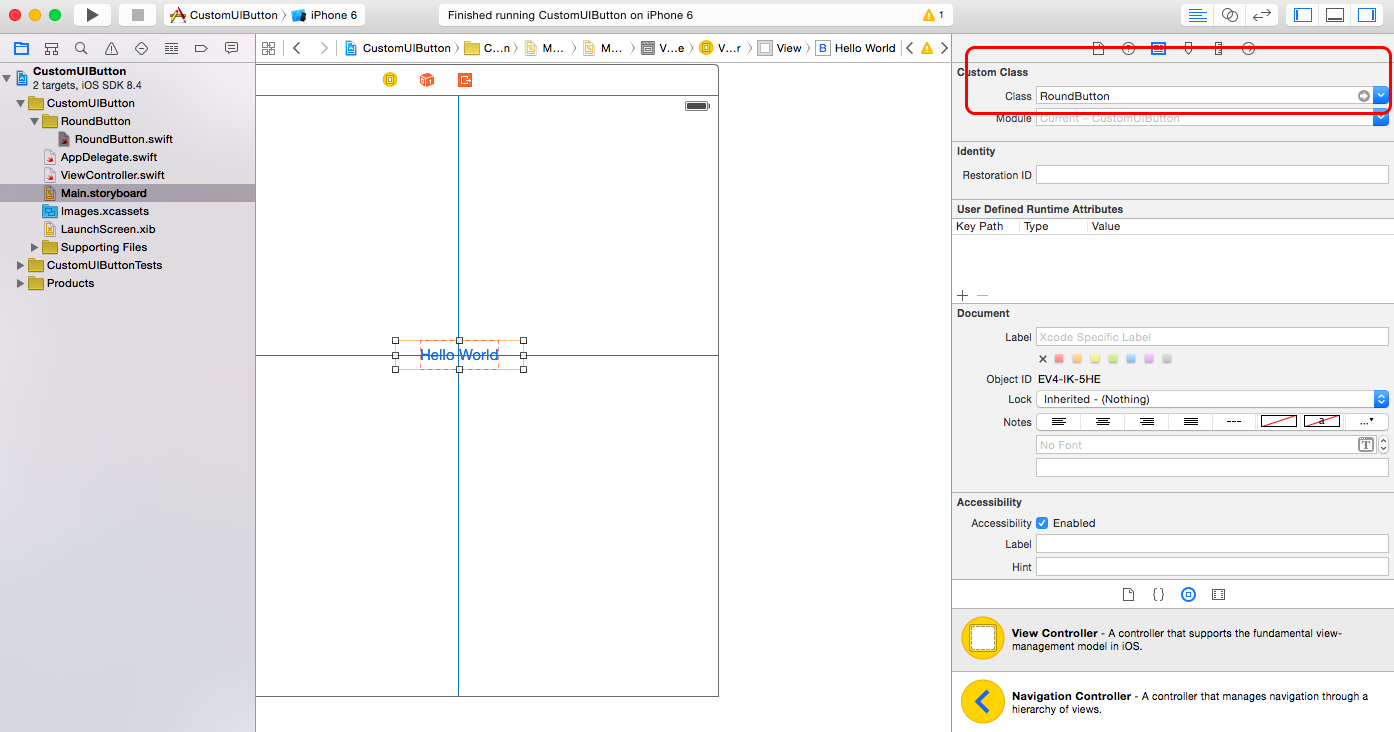 CustomUIButton iPhone 6
Finished running CustomUIButton on iPhone 6
1
CustomUIButton C...n M... M... V...e V...r View B Hello World
CustomUIButton
2 targets, iOS SDK 8.4
CustomUIButton
RoundButton
RoundButton.swift
AppDelegate.swift
ViewController.swift
Main.storyboard
Images.xcassets
LaunchScreen.xib
Supporting Files
CustomUIButtonTests
Products
Hello World
Custom Class
Class RoundButton
Module Current – CustomUIButton
Identity
Restoration ID
User Defined Runtime Attributes
Key Path Type Value
Document
Label Xcode Specific Label
Object ID EV4-IK-5HE
Lock Inherited - (Nothing)
Notes a ...
No Font T
Accessibility
Accessibility Enabled
Label
Hint
View Controller - A controller that supports the fundamental view-
management model in iOS.
Navigation Controller - A controller that manages navigation through a
hierarchy of views.